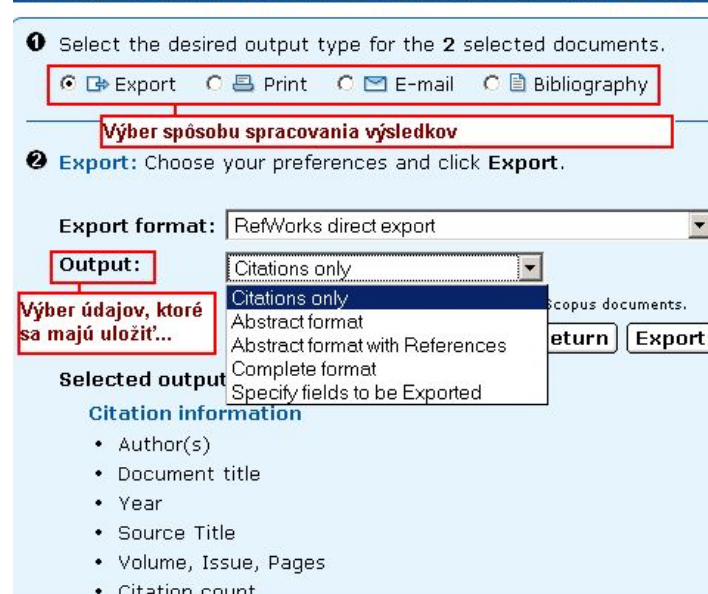 1 Select the desired output type for the 2 selected documents.
Export Print E-mail Bibliography
Výber spôsobu spracovania výsledkov
2 Export: Choose your preferences and click Export.
Export format: RefWorks direct export
Output: Citations only
Výber údajov, ktoré
sa majú uložiť...
Citations only
Abstract format
Abstract format with References
Complete format
Specify fields to be Exported
Scopus documents.
eturn Export
Selected output
Citation information
• Author(s)
• Document title
• Year
• Source Title
• Volume, Issue, Pages
• Citation count